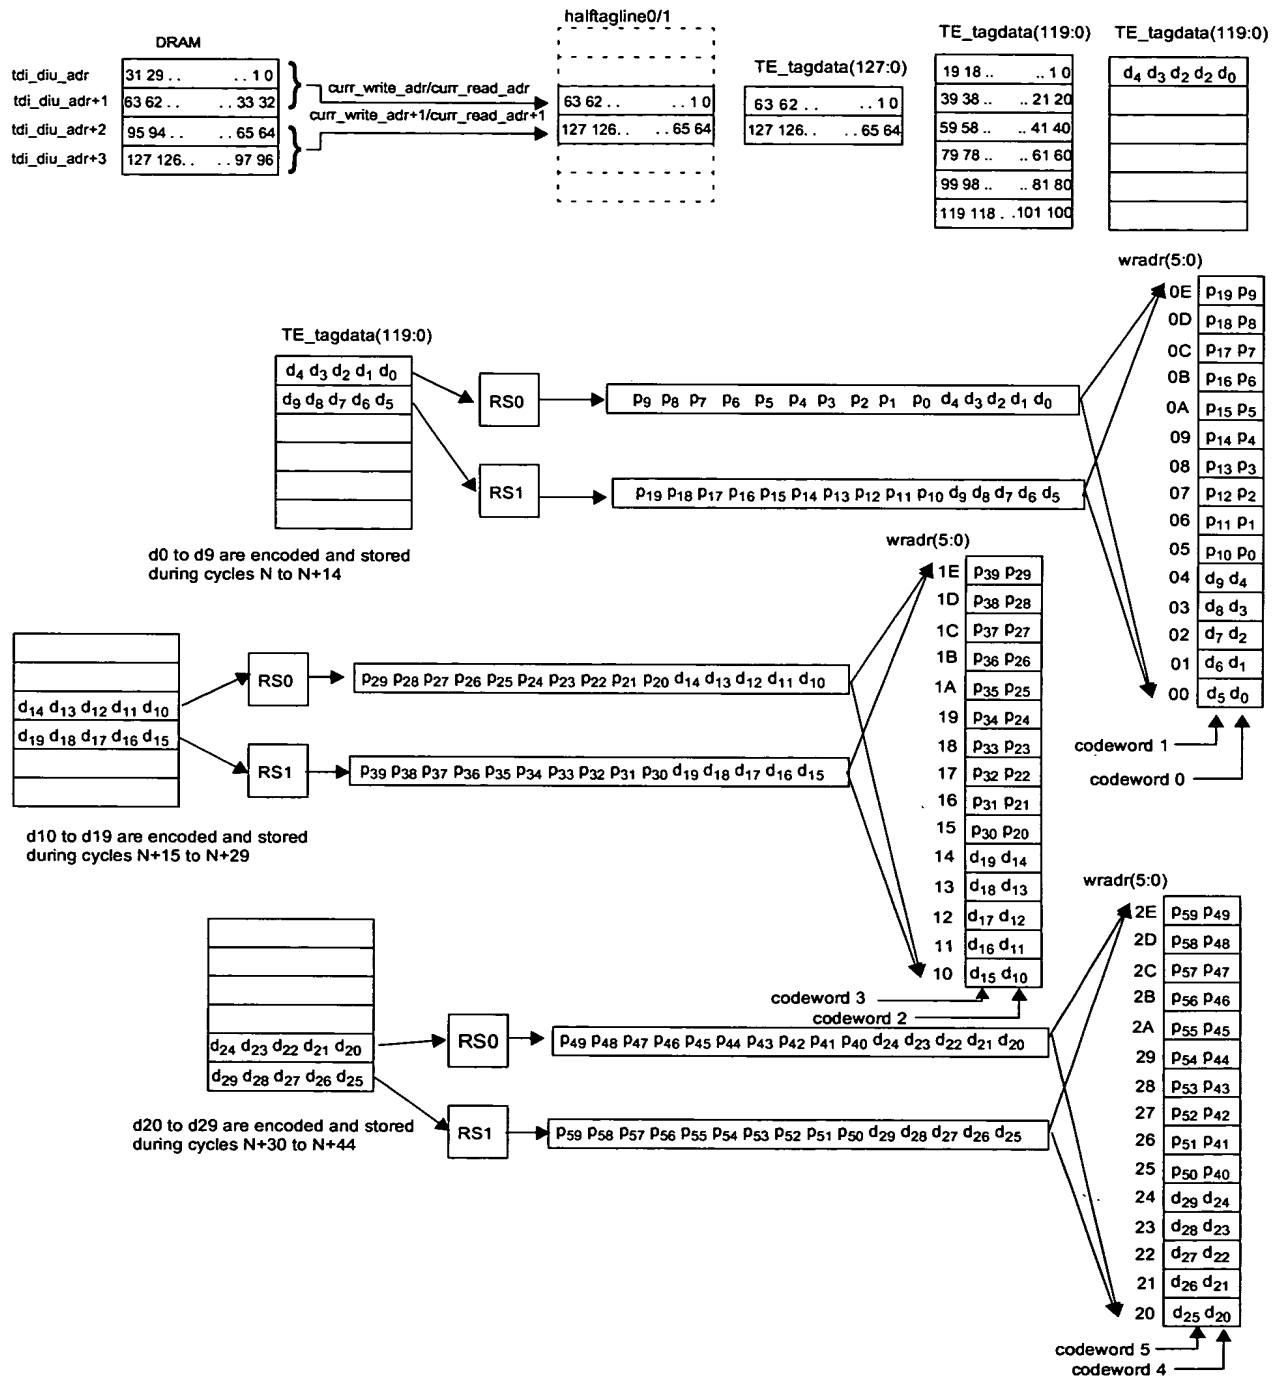 DRAM
tdi_diu_adr 31 29 . . . . 1 0
tdi_diu_adr+1 63 62 . . . . 33 32
tdi_diu_adr+2 95 94 . . . . 65 64
tdi_diu_adr+3 127 126. . . . 97 96
curr_write_adr/curr_read_adr
curr_write_adr+1/curr_read_adr+1
halftagline0/1
63 62 . . . . 1 0
127 126. . . . 65 64
TE_tagdata(127:0)
63 62 . . . . 1 0
127 126. . . . 65 64
TE_tagdata(119:0)
19 18 . . . . 1 0
39 38 . . . . 21 20
59 58 . . . . 41 40
79 78 . . . . 61 60
99 98 . . . . 81 80
119 118 . . 101 100
TE_tagdata(119:0)
d4 d3 d2 d2 d0
TE_tagdata(119:0)
d4 d3 d2 d1 d0
d9 d8 d7 d6 d5
RS0
p9 p8 p7 p6 p5 p4 p3 p2 p1 p0 d4 d3 d2 d1 d0
RS1
p19 p18 p17 p16 p15 p14 p13 p12 p11 p10 d9 d8 d7 d6 d5
d0 to d9 are encoded and stored
during cycles N to N+14
wradr(5:0)
0E p19 p9
0D p18 p8
0C p17 p7
0B p16 p6
0A p15 p5
09 p14 p4
08 p13 p3
07 p12 p2
06 p11 p1
05 p10 p0
04 d9 d4
03 d8 d3
02 d7 d2
01 d6 d1
00 d5 d0
codeword 1
codeword 0
d14 d13 d12 d11 d10
d19 d18 d17 d16 d15
RS0
p29 p28 p27 p26 p25 p24 p23 p22 p21 p20 d14 d13 d12 d11 d10
RS1
p39 p38 p37 p36 p35 p34 p33 p32 p31 p30 d19 d18 d17 d16 d15
d10 to d19 are encoded and stored
during cycles N+15 to N+29
wradr(5:0)
1E p39 p29
1D p38 p28
1C p37 p27
1B p36 p26
1A p35 p25
19 p34 p24
18 p33 p23
17 p32 p22
16 p31 p21
15 p30 p20
14 d19 d14
13 d18 d13
12 d17 d12
11 d16 d11
10 d15 d10
codeword 3
codeword 2
d24 d23 d22 d21 d20
d29 d28 d27 d26 d25
RS0
p49 p48 p47 p46 p45 p44 p43 p42 p41 p40 d24 d23 d22 d21 d20
RS1
p59 p58 p57 p56 p55 p54 p53 p52 p51 p50 d29 d28 d27 d26 d25
d20 to d29 are encoded and stored
during cycles N+30 to N+44
wradr(5:0)
2E p59 p49
2D p58 p48
2C p57 p47
2B p56 p46
2A p55 p45
29 p54 p44
28 p53 p43
27 p52 p42
26 p51 p41
25 p50 p40
24 d29 d24
23 d28 d23
22 d27 d22
21 d26 d21
20 d25 d20
codeword 5
codeword 4